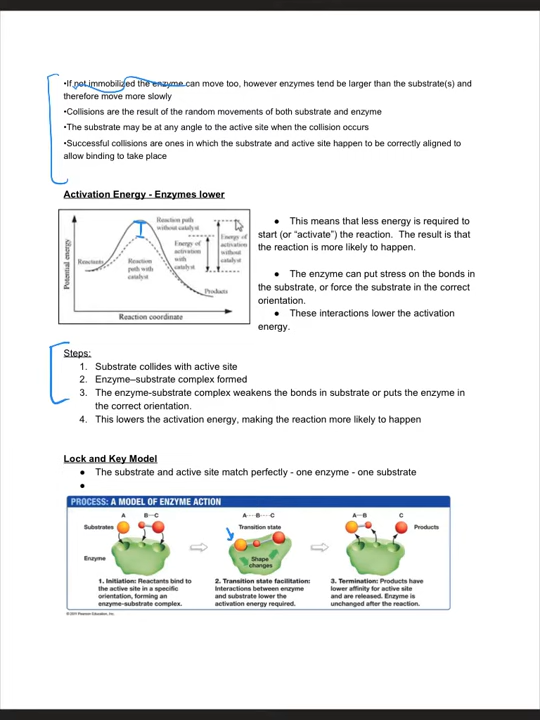 •If not immobilized the enzyme can move too, however enzymes tend be larger than the substrate(s) and
therefore move more slowly
•Collisions are the result of the random movements of both substrate and enzyme
•The substrate may be at any angle to the active site when the collision occurs
•Successful collisions are ones in which the substrate and active site happen to be correctly aligned to
allow binding to take place
Activation Energy - Enzymes lower
Potential energy
Reactants
Reaction path
without catalyst
Reaction
path with
catalyst
Energy of
activation
with
catalyst
Energy of
activation
without
catalyst
Products
Reaction coordinate
● This means that less energy is required to
start (or “activate”) the reaction. The result is that
the reaction is more likely to happen.
● The enzyme can put stress on the bonds in
the substrate, or force the substrate in the correct
orientation.
● These interactions lower the activation
energy.
Steps:
1. Substrate collides with active site
2. Enzyme–substrate complex formed
3. The enzyme-substrate complex weakens the bonds in substrate or puts the enzyme in
the correct orientation.
4. This lowers the activation energy, making the reaction more likely to happen
Lock and Key Model
● The substrate and active site match perfectly - one enzyme - one substrate
●
PROCESS: A MODEL OF ENZYME ACTION
A B—C
Substrates
Enzyme
1. Initiation: Reactants bind to
the active site in a specific
orientation, forming an
enzyme-substrate complex.
A----B----C
Transition state
Shape
changes
2. Transition state facilitation:
Interactions between enzyme
and substrate lower the
activation energy required.
A—B C
Products
3. Termination: Products have
lower affinity for active site
and are released. Enzyme is
unchanged after the reaction.
© 2011 Pearson Education, Inc.